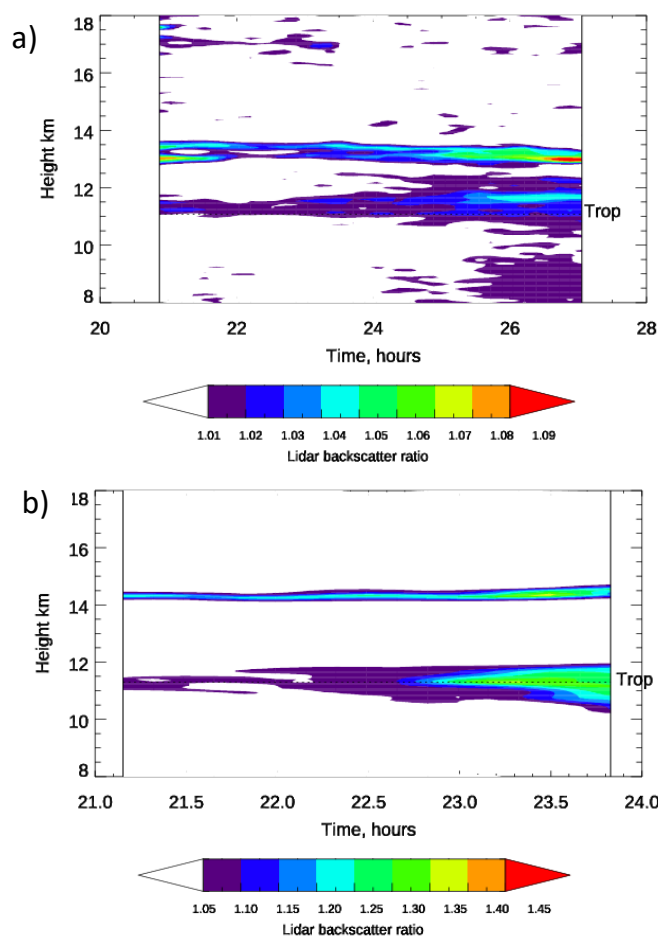 a)
18
16
14
12
10
8
Height km
Trop
20 22 24 26 28
Time, hours
1.01 1.02 1.03 1.04 1.05 1.06 1.07 1.08 1.09
Lidar backscatter ratio
b)
18
16
14
12
10
8
Height km
Trop
21.0 21.5 22.0 22.5 23.0 23.5 24.0
Time, hours
1.05 1.10 1.15 1.20 1.25 1.30 1.35 1.40 1.45
Lidar backscatter ratio